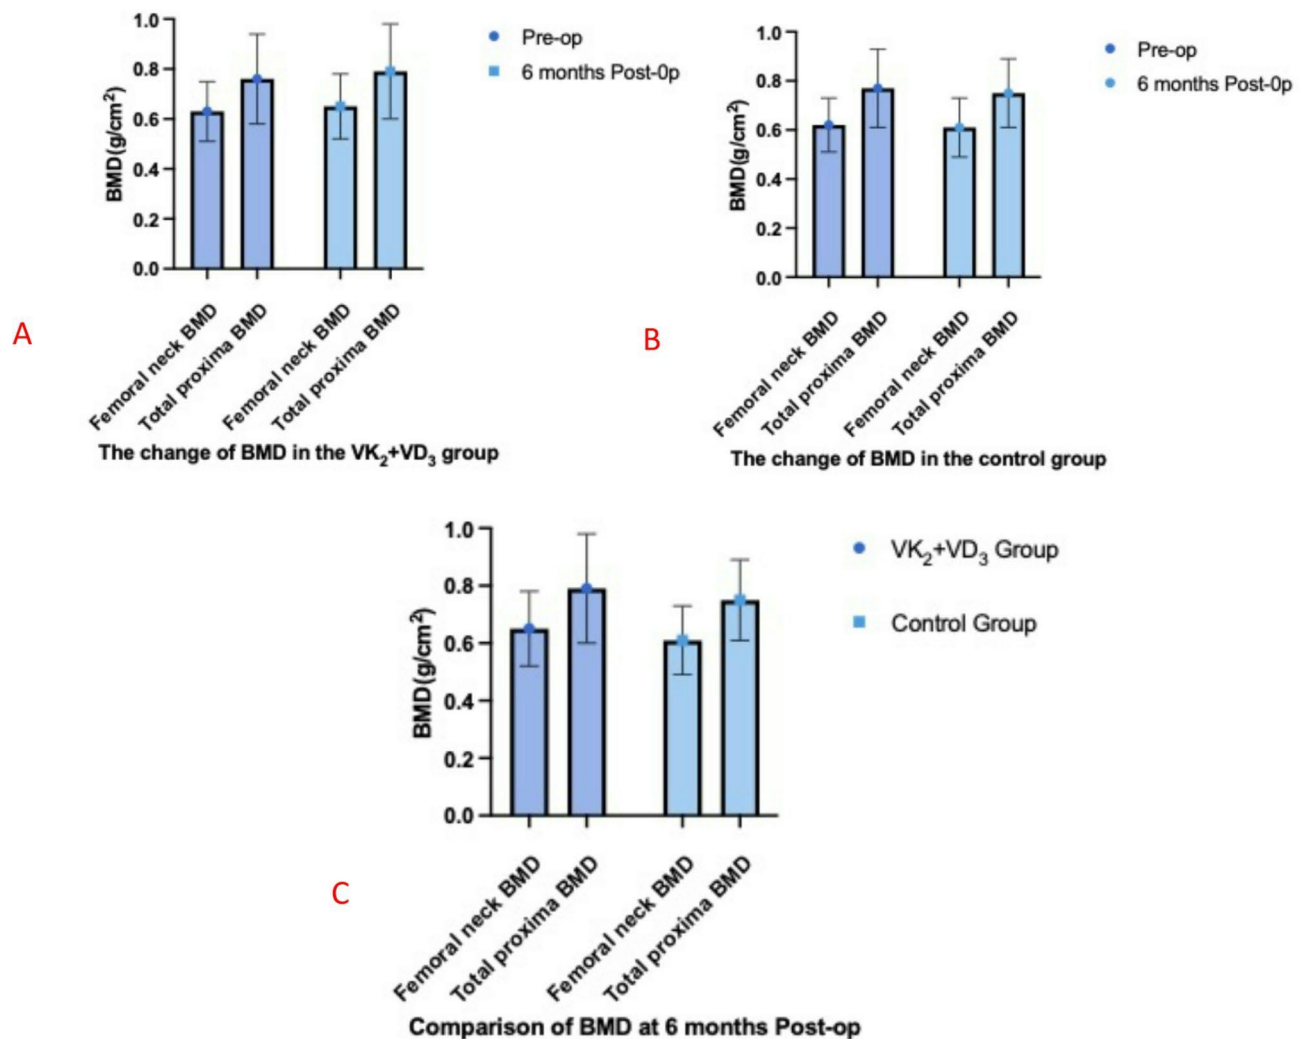 1.0
0.8
0.6
0.4
0.2
0.0
BMD(g/cm²)
Pre-op
6 months Post-0p
Femoral neck BMD
Total proxima BMD
Femoral neck BMD
Total proxima BMD
A
The change of BMD in the VK₂+VD₃ group
1.0
0.8
0.6
0.4
0.2
0.0
BMD(g/cm²)
Pre-op
6 months Post-0p
Femoral neck BMD
Total proxima BMD
Femoral neck BMD
Total proxima BMD
B
The change of BMD in the control group
1.0
0.8
0.6
0.4
0.2
0.0
BMD(g/cm²)
VK₂+VD₃ Group
Control Group
Femoral neck BMD
Total proxima BMD
Femoral neck BMD
Total proxima BMD
C
Comparison of BMD at 6 months Post-op